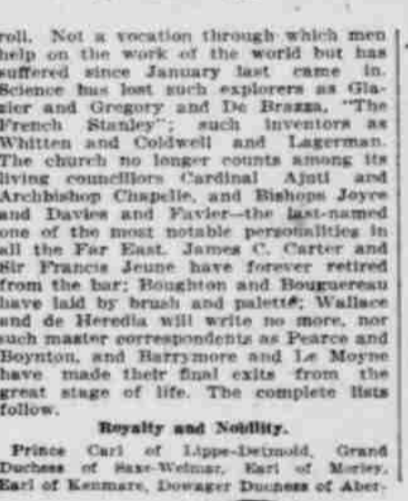 roll. Not a vocation through which men
help on the work of the world but has
suffered since January last came in.
Science has lost such explorers as Gla-
zier and Gregory and De Brazza, "The
French Stanley"; such inventors as
Whitten and Coldwell and Lagerman.
The church no longer counts among its
living councillors Cardinal Ajuti and
Archbishop Chapelle, and Bishops Joyce
and Davies and Favier—the last-named
one of the most notable personalities in
all the Far East. James C. Carter and
Sir Francis Jeune have forever retired
from the bar; Boughton and Bouguereau
have laid by brush and palette; Wallace
and de Heredia will write no more, nor
such master correspondents as Pearce and
Boynton, and Barrymore and Le Moyne
have made their final exits from the
great stage of life. The complete lists
follow.
Royalty and Nobility.
Prince Carl of Lippe-Detmold, Grand
Duchess of Saxe-Weimar, Earl of Morley,
Earl of Kenmare, Dowager Duchess of Aber-